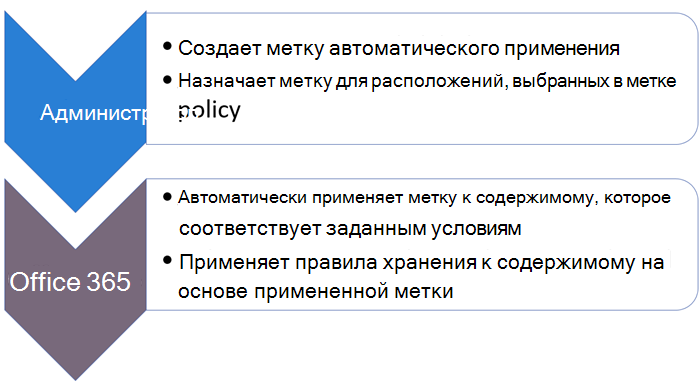 Создает метку автоматического применения
Назначает метку для расположений, выбранных в метке
policy
Автоматически применяет метку к содержимому, которое
соответствует заданным условиям
Office 365
Применяет правила хранения к содержимому на
основе примененной метки